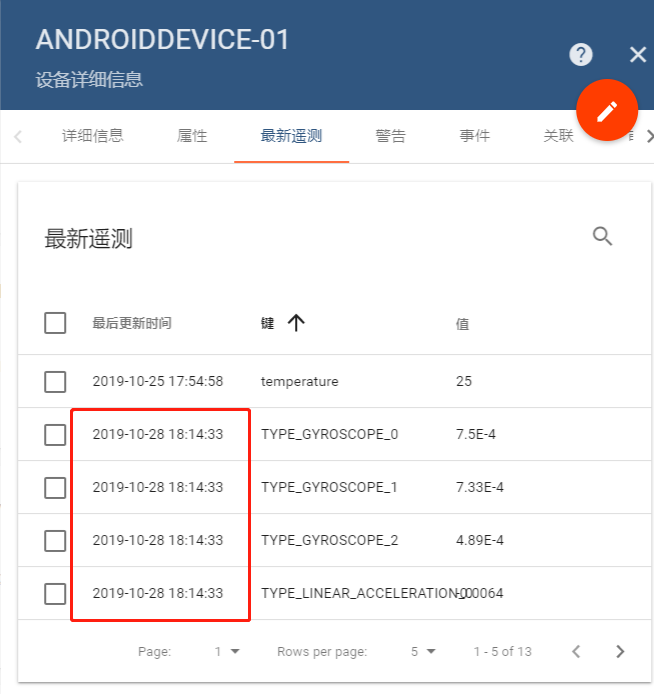 ANDROIDDEVICE-01
设备详细信息
详细信息 属性 最新遥测 警告 事件 关联
最新遥测
最后更新时间 键 值
2019-10-25 17:54:58 temperature 25
2019-10-28 18:14:33 TYPE_GYROSCOPE_0 7.5E-4
2019-10-28 18:14:33 TYPE_GYROSCOPE_1 7.33E-4
2019-10-28 18:14:33 TYPE_GYROSCOPE_2 4.89E-4
2019-10-28 18:14:33 TYPE_LINEAR_ACCELERATION_0
Page: 1 Rows per page: 5 1 - 5 of 13